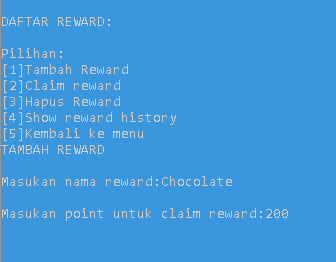 DAFTAR REWARD:
Pilihan:
[1]Tambah Reward
[2]Claim reward
[3]Hapus Reward
[4]Show reward history
[5]Kembali ke menu
TAMBAH REWARD
Masukan nama reward:Chocolate
Masukan point untuk claim reward:200